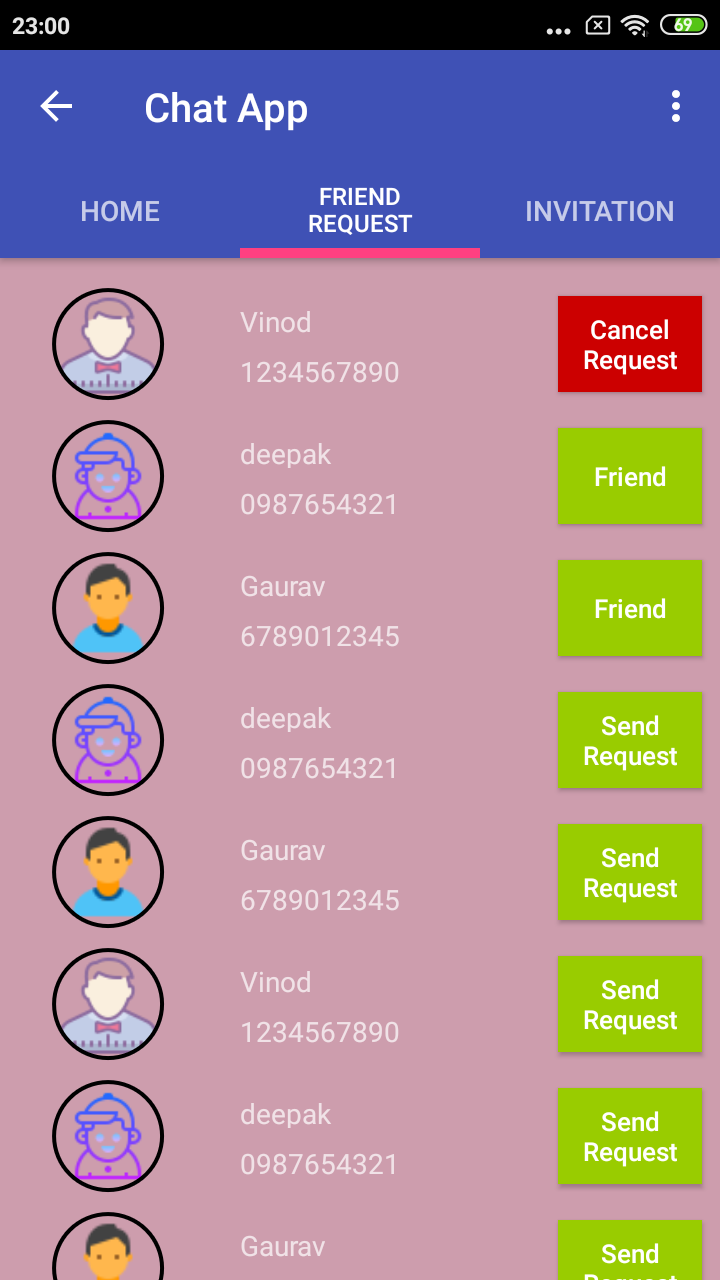 23:00
69
Chat App
HOME
FRIEND
REQUEST
INVITATION
Vinod
1234567890
Cancel
Request
deepak
0987654321
Friend
Gaurav
6789012345
Friend
deepak
0987654321
Send
Request
Gaurav
6789012345
Send
Request
Vinod
1234567890
Send
Request
deepak
0987654321
Send
Request
Gaurav
Send
Request